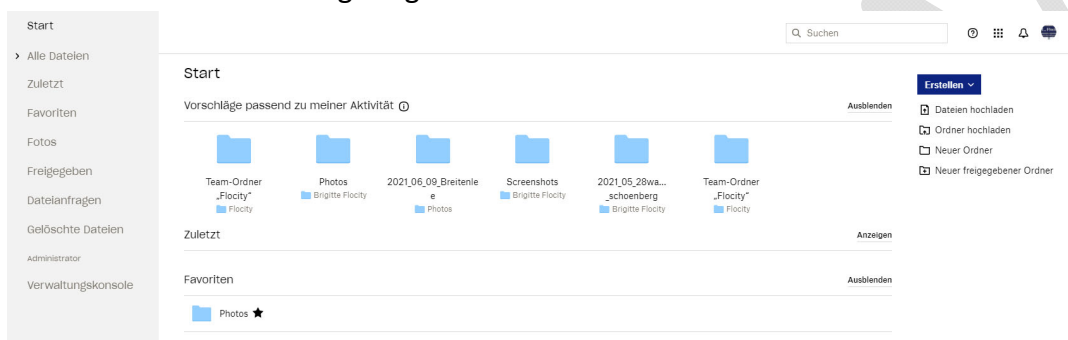 Start
Alle Dateien
Zuletzt
Favoriten
Fotos
Freigegeben
Dateianfragen
Gelöschte Dateien
Administrator
Verwaltungskonsole
Suchen
Start
Vorschläge passend zu meiner Aktivität
Ausblenden
Team-Ordner
„Flocity“
Flocity
Photos
Brigitte Flocity
2021_06_09_Breitenle
e
Photos
Screenshots
Brigitte Flocity
2021_05_28wa...
_schoenberg
Brigitte Flocity
Team-Ordner
„Flocity“
Flocity
Zuletzt
Anzeigen
Favoriten
Ausblenden
Photos
Erstellen
Dateien hochladen
Ordner hochladen
Neuer Ordner
Neuer freigegebener Ordner